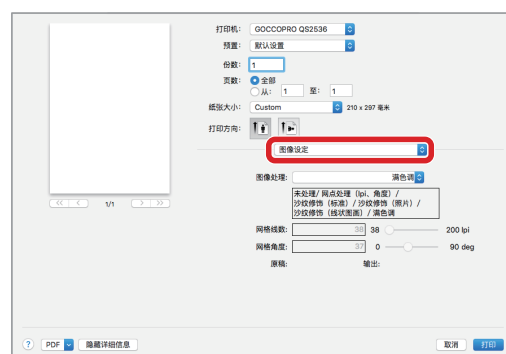 打印机： GOCCOPRO QS2536
预置： 默认设置
份数： 1
页数： 全部
从： 1 至： 1
纸张大小： Custom 210 x 297 毫米
打印方向：
图像设定
图像处理： 满色调
未处理/ 网点处理（lpi、角度）/
沙纹修饰（标准）/ 沙纹修饰（照片）/
沙纹修饰（线状图画）/ 满色调
1/1
网格线数： 38 38 200 lpi
网格角度： 37 0 90 deg
原稿： 输出：
? PDF 隐藏详细信息 取消 打印